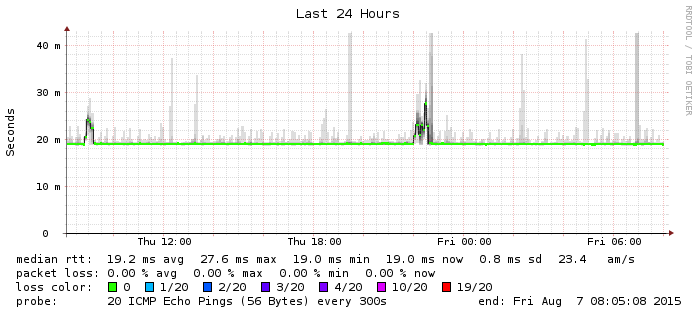 Last 24 Hours
RRDTOOL / TOBI OETIKER
Seconds
40 m
30 m
20 m
10 m
0
Thu 12:00 Thu 18:00 Fri 00:00 Fri 06:00
median rtt: 19.2 ms avg 27.6 ms max 19.0 ms min 19.0 ms now 0.8 ms sd 23.4 am/s
packet loss: 0.00 % avg 0.00 % max 0.00 % min 0.00 % now
loss color: 0 1/20 2/20 3/20 4/20 10/20 19/20
probe: 20 ICMP Echo Pings (56 Bytes) every 300s end: Fri Aug 7 08:05:08 2015